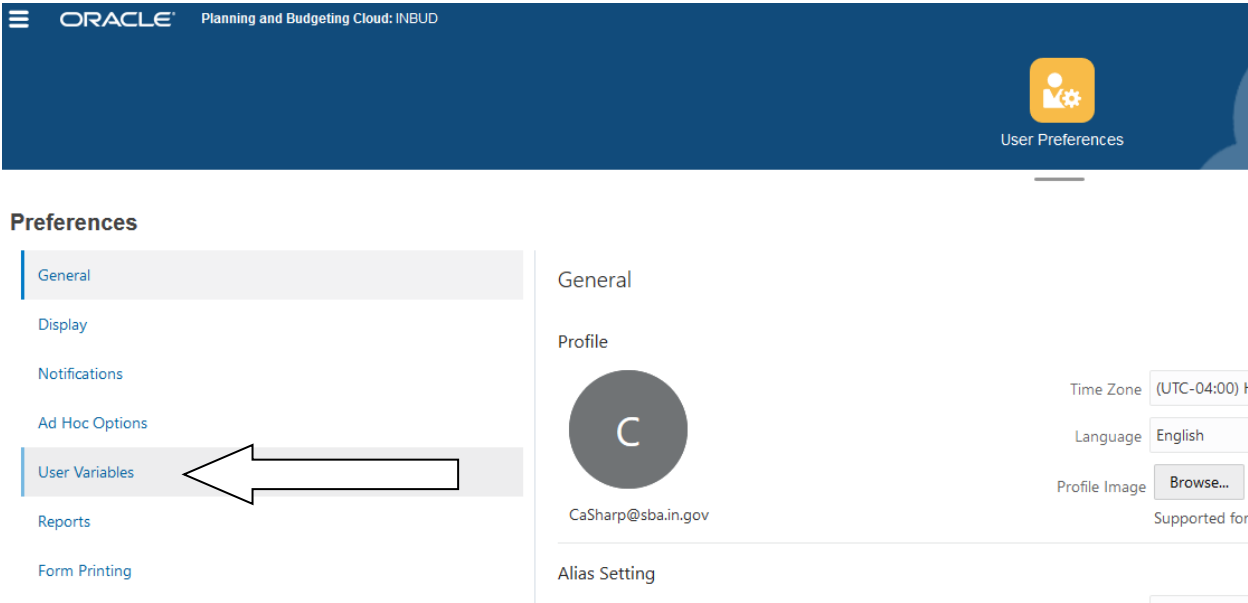 ORACLE Planning and Budgeting Cloud: INBUD
User Preferences
Preferences
General
Display
Notifications
Ad Hoc Options
User Variables
Reports
Form Printing
General
Profile
C
CaSharp@sba.in.gov
Time Zone (UTC-04:00)
Language English
Profile Image Browse...
Supported for
Alias Setting